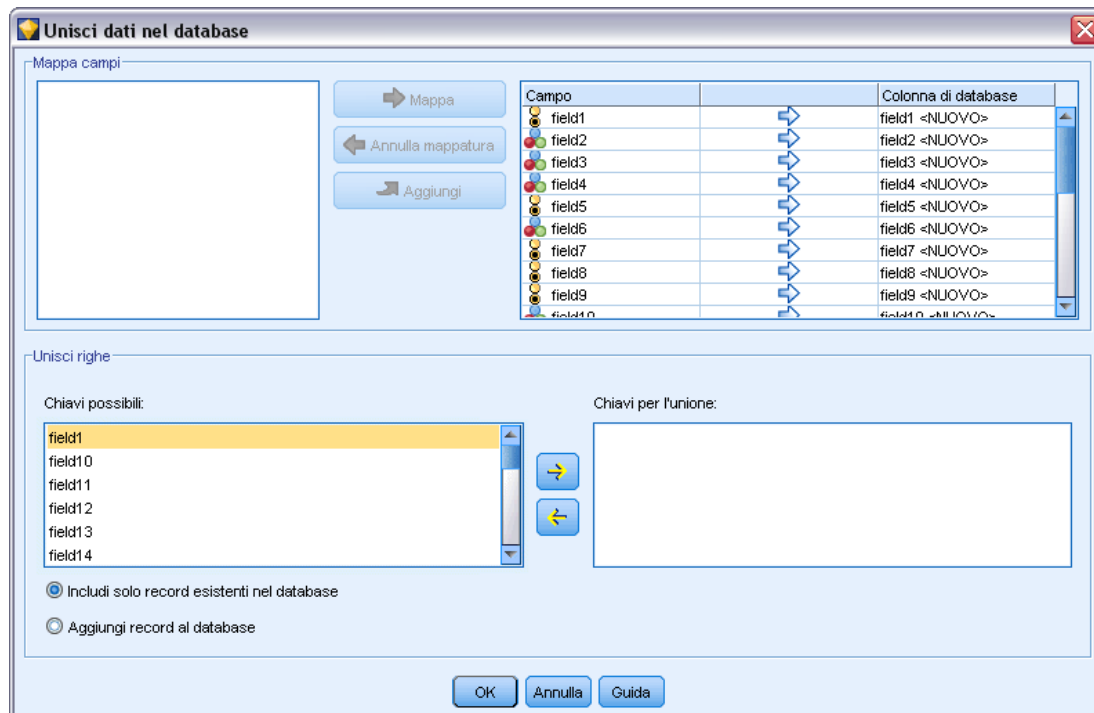 Unisci dati nel database
Mappa campi
Mappa
Annulla mappatura
Aggiungi
Campo Colonna di database
field1 field1 <NUOVO>
field2 field2 <NUOVO>
field3 field3 <NUOVO>
field4 field4 <NUOVO>
field5 field5 <NUOVO>
field6 field6 <NUOVO>
field7 field7 <NUOVO>
field8 field8 <NUOVO>
field9 field9 <NUOVO>
field10 field10 <NUOVO>
Unisci righe
Chiavi possibili:
field1
field10
field11
field12
field13
field14
Chiavi per l'unione:
Includi solo record esistenti nel database
Aggiungi record al database
OK Annulla Guida